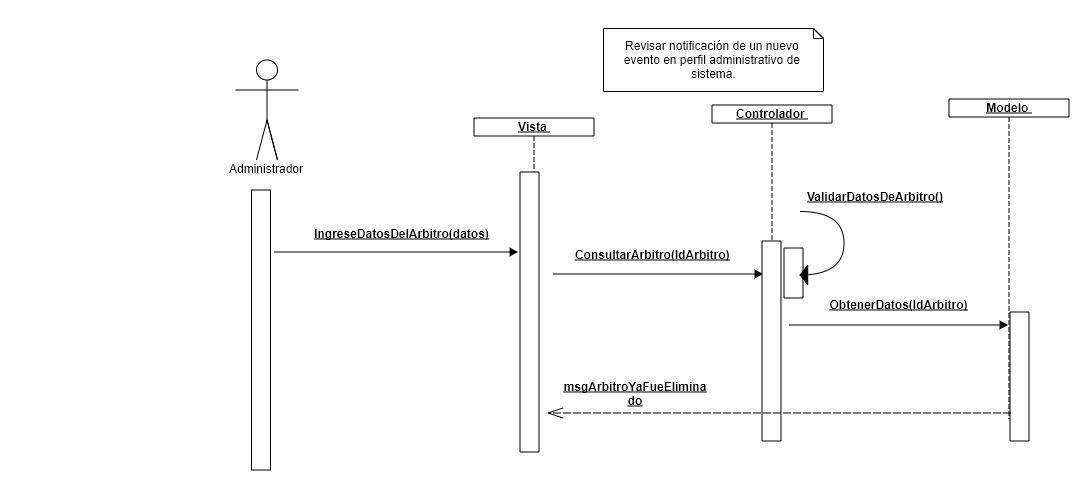 Revisar notificación de un nuevo
evento en perfil administrativo de
sistema.
Modelo
Controlador
Vista
Administrador
ValidarDatosDeArbitro()
IngreseDatosDelArbitro(datos)
ConsultarArbitro(IdArbitro)
ObtenerDatos(IdArbitro)
msgArbitroYaFueElimina
do